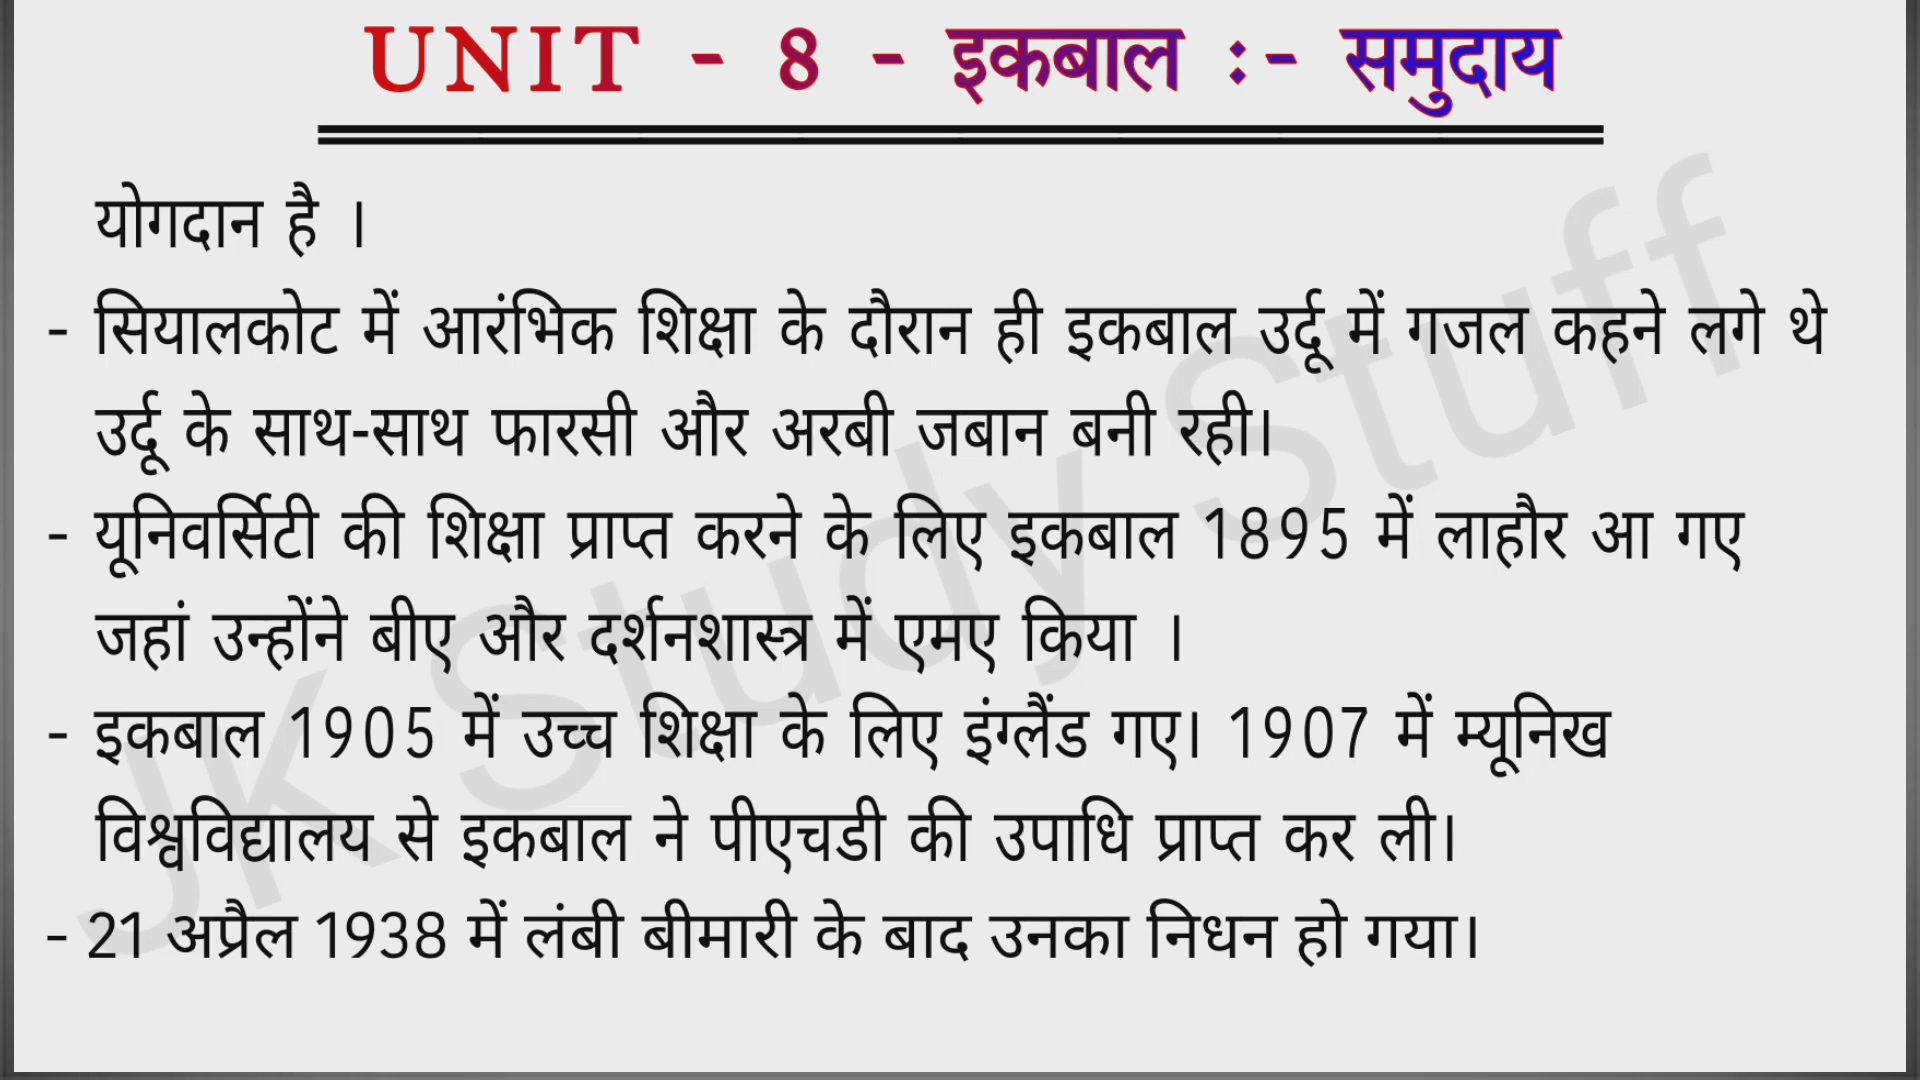 UNIT - 8 - इकबाल :- समुदाय
योगदान है ।
- सियालकोट में आरंभिक शिक्षा के दौरान ही इकबाल उर्दू में गजल कहने लगे थे
उर्दू के साथ-साथ फारसी और अरबी जबान बनी रही।
- यूनिवर्सिटी की शिक्षा प्राप्त करने के लिए इकबाल 1895 में लाहौर आ गए
जहां उन्होंने बीए और दर्शनशास्त्र में एमए किया ।
- इकबाल 1905 में उच्च शिक्षा के लिए इंग्लैंड गए। 1907 में म्यूनिख
विश्वविद्यालय से इकबाल ने पीएचडी की उपाधि प्राप्त कर ली।
- 21 अप्रैल 1938 में लंबी बीमारी के बाद उनका निधन हो गया।
JK Study Stuff